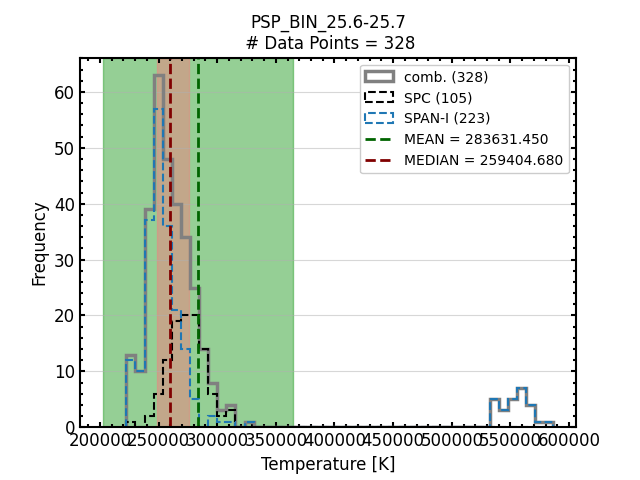 PSP_BIN_25.6-25.7
# Data Points = 328
comb. (328)
SPC (105)
SPAN-I (223)
MEAN = 283631.450
MEDIAN = 259404.680
Frequency
60
50
40
30
20
10
0
200000 250000 300000 350000 400000 450000 500000 550000 600000
Temperature [K]